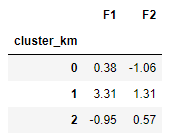 F1 F2
cluster_km
0 0.38 -1.06
1 3.31 1.31
2 -0.95 0.57